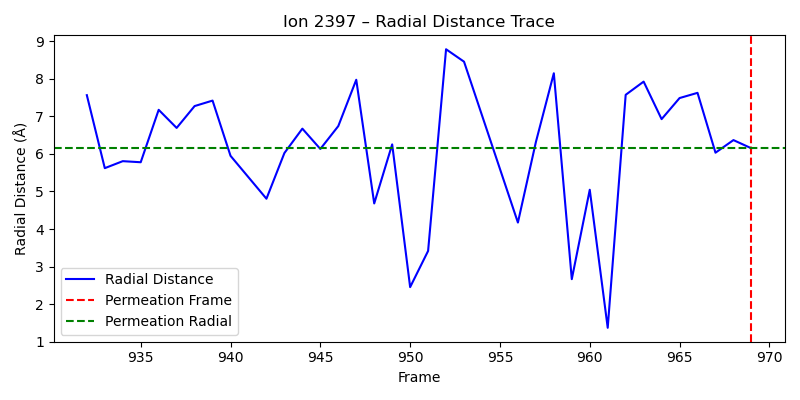 Ion 2397 – Radial Distance Trace
Radial Distance (Å)
9
8
7
6
5
4
3
2
1
Radial Distance
Permeation Frame
Permeation Radial
935 940 945 950 955 960 965 970
Frame